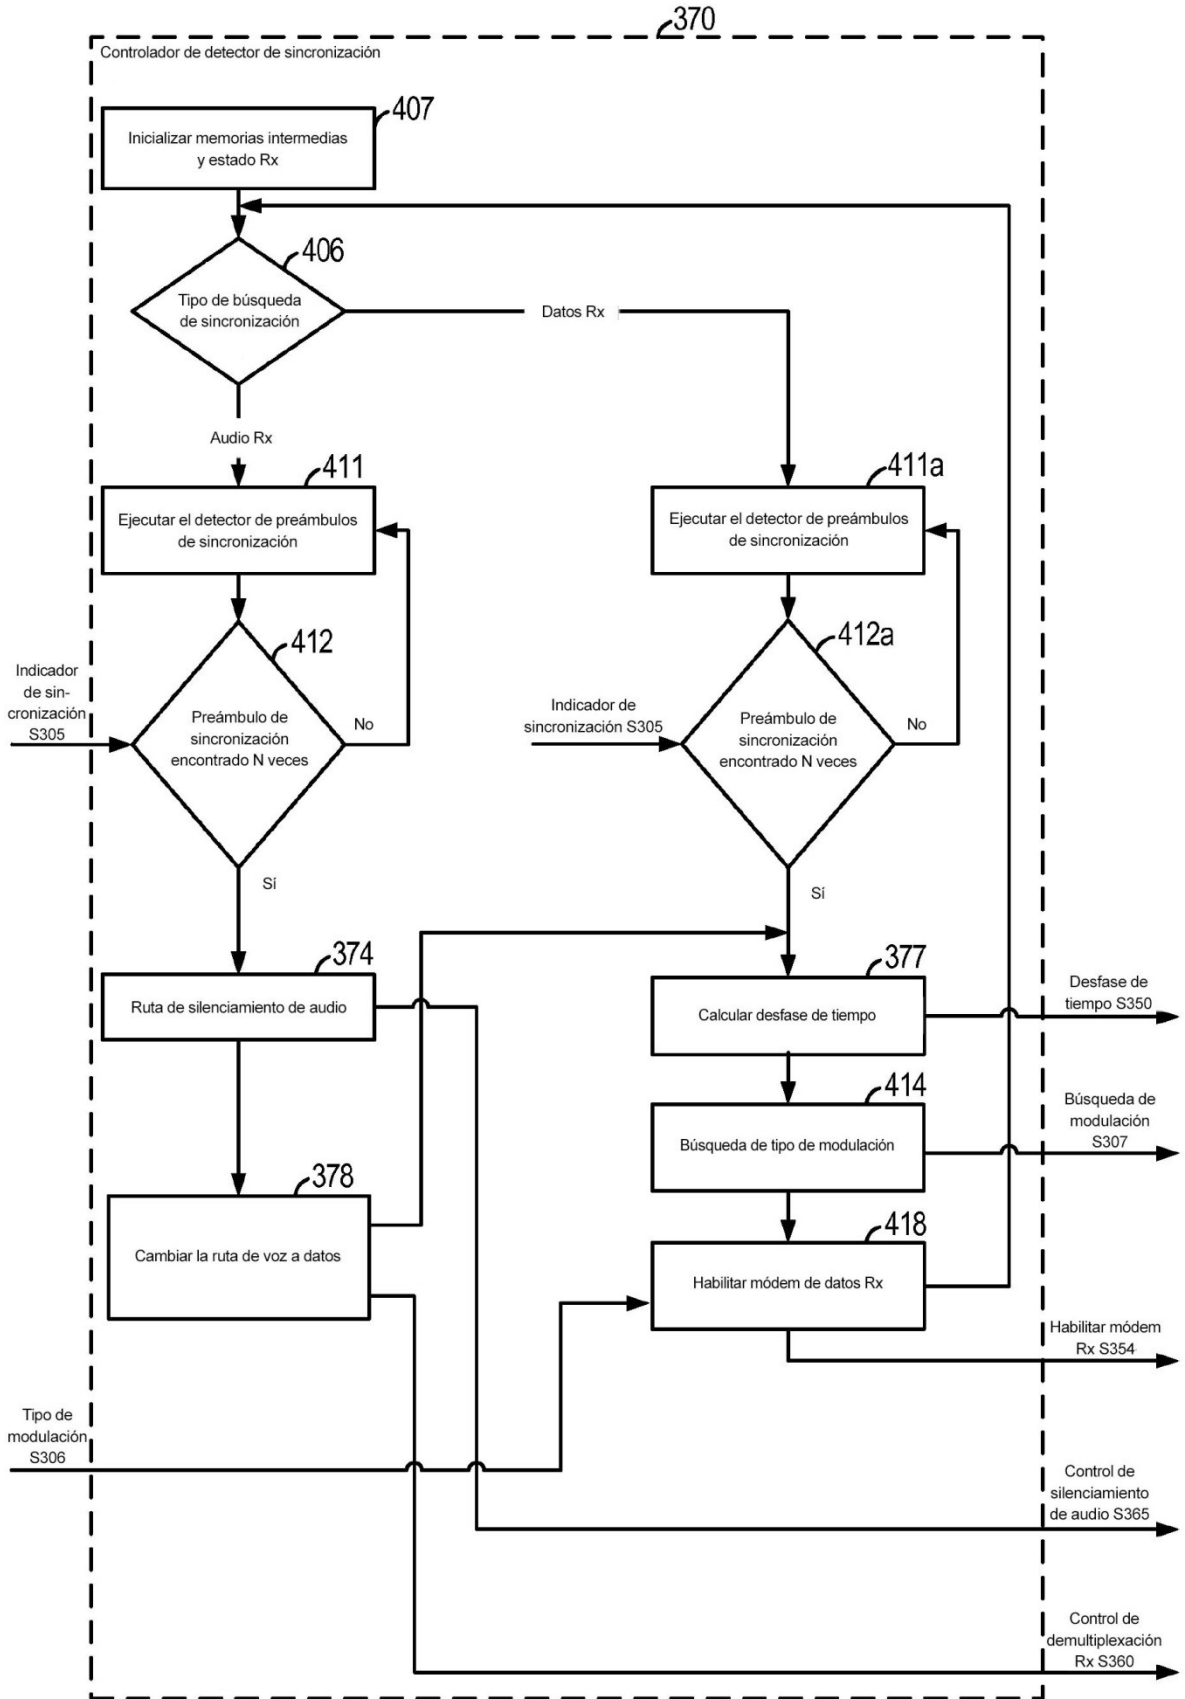 370
Controlador de detector de sincronización
407
Inicializar memorias intermedias
y estado Rx
406
Tipo de búsqueda
de sincronización
Datos Rx
Audio Rx
411
Ejecutar el detector de preámbulos
de sincronización
411a
Ejecutar el detector de preámbulos
de sincronización
412
Indicador
de sin-
cronización
S305
Preámbulo de
sincronización
encontrado N veces
No
Sí
412a
Indicador de
sincronización S305
Preámbulo de
sincronización
encontrado N veces
No
Sí
374
Ruta de silenciamiento de audio
377
Calcular desfase de tiempo
Desfase de
tiempo S350
414
Búsqueda de tipo de modulación
Búsqueda de
modulación
S307
378
Cambiar la ruta de voz a datos
418
Habilitar módem de datos Rx
Habilitar módem
Rx S354
Tipo de
modulación
S306
Control de
silenciamiento
de audio S365
Control de
demultiplexación
Rx S360